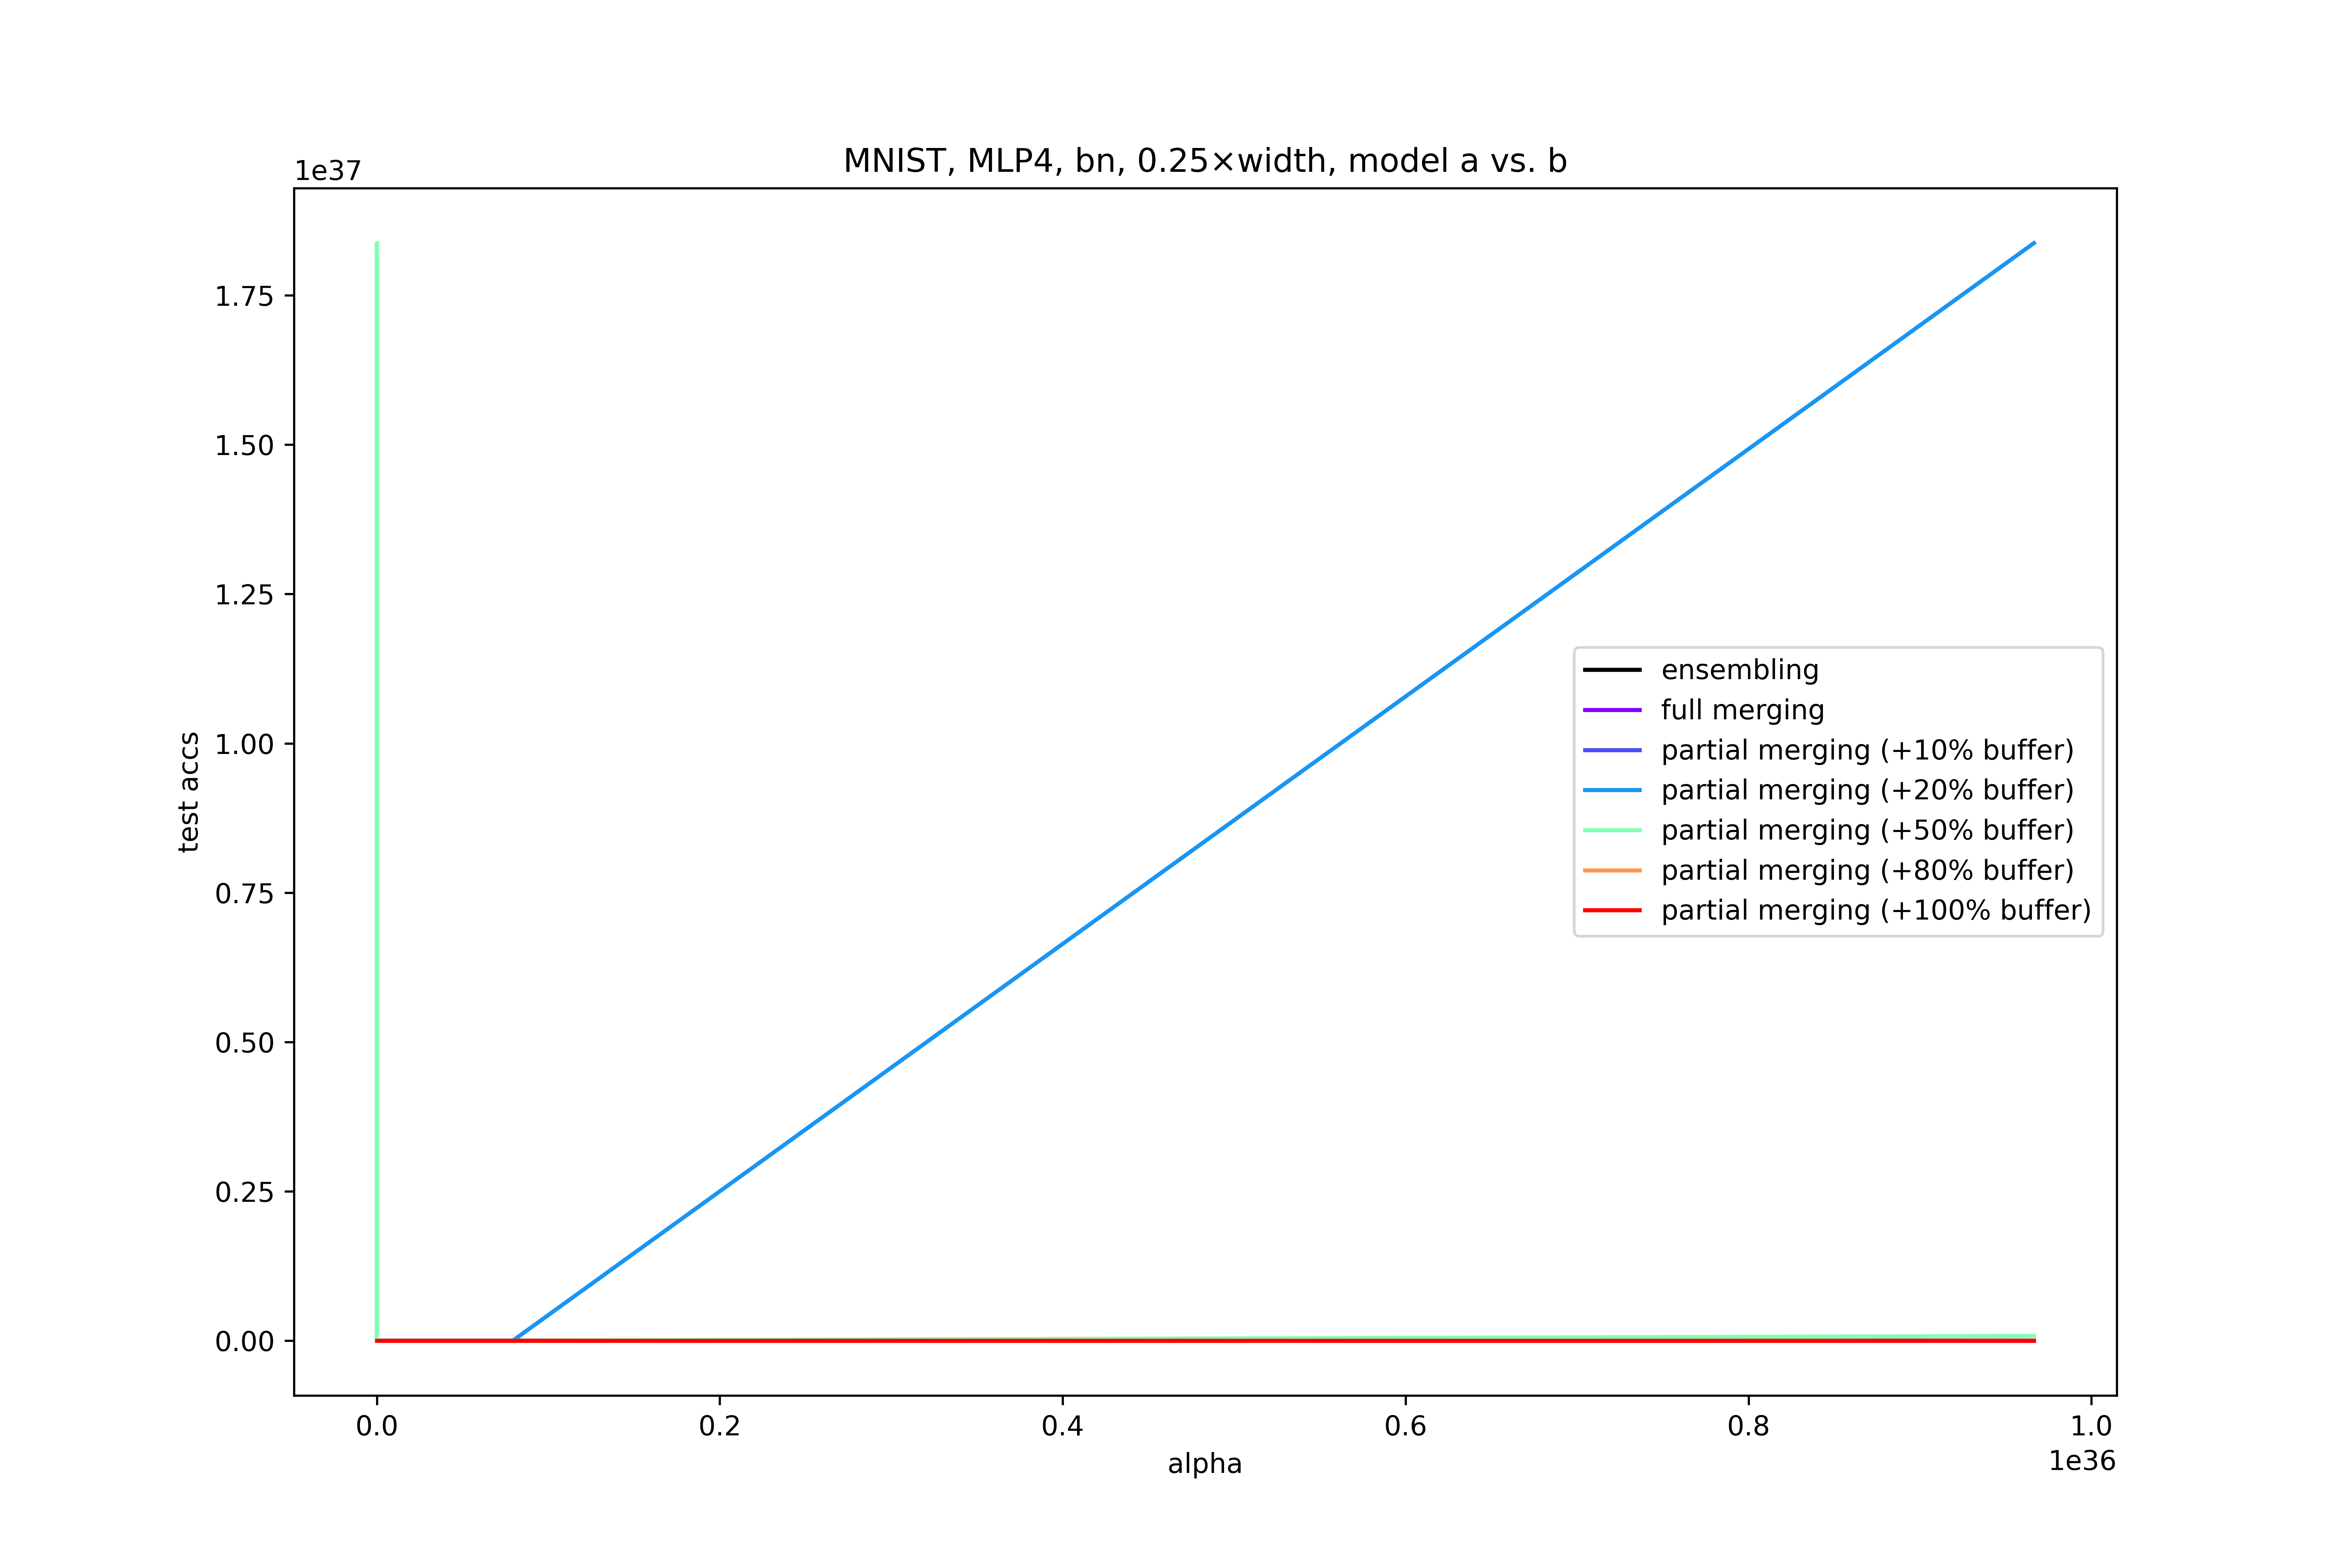 MNIST, MLP4, bn, 0.25×width, model a vs. b
1e37
1.75
1.50
1.25
1.00
0.75
0.50
0.25
0.00
test accs
ensembling
full merging
partial merging (+10% buffer)
partial merging (+20% buffer)
partial merging (+50% buffer)
partial merging (+80% buffer)
partial merging (+100% buffer)
0.0 0.2 0.4 0.6 0.8 1.0
1e36
alpha